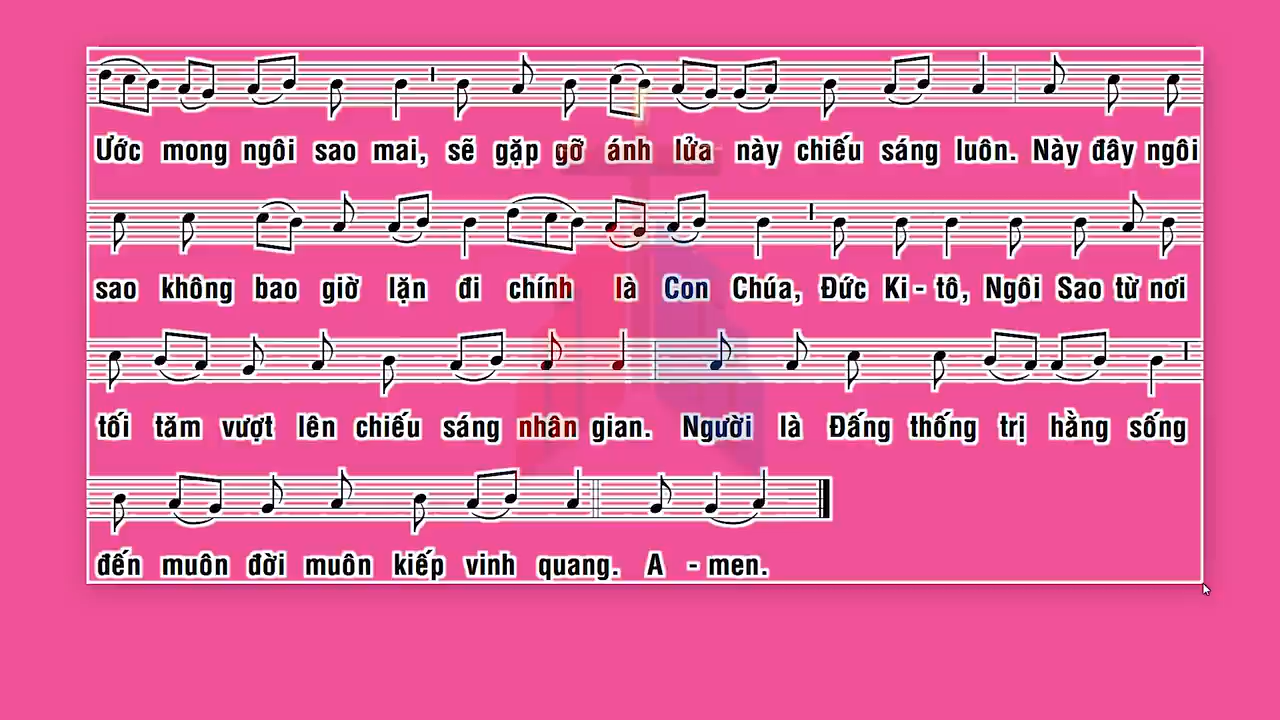 Ước mong ngôi sao mai, sẽ gặp gỡ ánh lửa này chiếu sáng luôn. Này đây ngôi
sao không bao giờ lặn đi chính là Con Chúa, Đức Ki - tô, Ngôi Sao từ nơi
tối tăm vượt lên chiếu sáng nhân gian. Người là Đấng thống trị hằng sống
đến muôn đời muôn kiếp vinh quang. A - men.